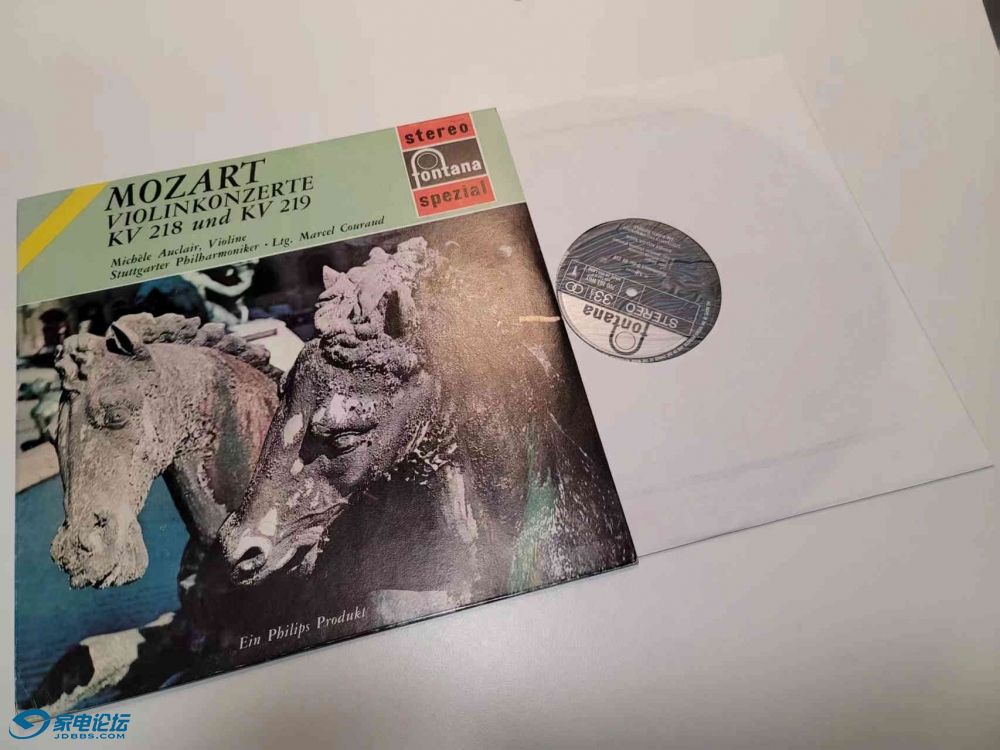 MOZART
VIOLINKONZERTE
KV 218 und KV 219
Michèle Auclair, Violine
Stuttgarter Philharmoniker · Ltg. Marcel Couraud
stereo
fontana
spezial
Ein Philips Produkt
fontana
STEREO 33⅓
1
家电论坛
JDBBS.COM